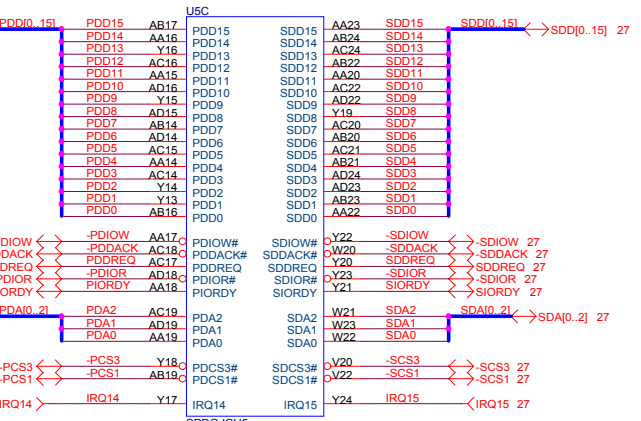 U5C
PDD[0..15] PDD15 AB17 PDD15 SDD15 AA23 SDD15 SDD[0..15] SDD[0..15] 27
PDD14 AA16 PDD14 SDD14 AB24 SDD14
PDD13 Y16 PDD13 SDD13 AC24 SDD13
PDD12 AC16 PDD12 SDD12 AB22 SDD12
PDD11 AA15 PDD11 SDD11 AA20 SDD11
PDD10 AD16 PDD10 SDD10 AC22 SDD10
PDD9 Y15 PDD9 SDD9 AD22 SDD9
PDD8 AD15 PDD8 SDD8 Y19 SDD8
PDD7 AB14 PDD7 SDD7 AC20 SDD7
PDD6 AD14 PDD6 SDD6 AB20 SDD6
PDD5 AC15 PDD5 SDD5 AC21 SDD5
PDD4 AA14 PDD4 SDD4 AB21 SDD4
PDD3 AC14 PDD3 SDD3 AD24 SDD3
PDD2 Y14 PDD2 SDD2 AD23 SDD2
PDD1 Y13 PDD1 SDD1 AB23 SDD1
PDD0 AB16 PDD0 SDD0 AA22 SDD0
DIOW -PDIOW AA17 PDIOW# SDIOW# Y22 -SDIOW -SDIOW 27
DACK -PDDACK AC18 PDDACK# SDDACK# W20 -SDDACK -SDDACK 27
DDREQ PDDREQ AC17 PDDREQ SDDREQ Y20 SDDREQ SDDREQ 27
PDIOR -PDIOR AD18 PDIOR# SDIOR# Y23 -SDIOR -SDIOR 27
IORDY PIORDY AA18 PIORDY SIORDY Y21 SIORDY SIORDY 27
PDA[0..2] PDA2 AC19 PDA2 SDA2 W21 SDA2 SDA[0..2] SDA[0..2] 27
PDA1 AD19 PDA1 SDA1 W23 SDA1
PDA0 AA19 PDA0 SDA0 W22 SDA0
-PCS3 -PCS3 Y18 PDCS3# SDCS3# V20 -SCS3 -SCS3 27
-PCS1 -PCS1 AB19 PDCS1# SDCS1# V22 -SCS1 -SCS1 27
IRQ14 IRQ14 Y17 IRQ14 IRQ15 Y24 IRQ15 IRQ15 27